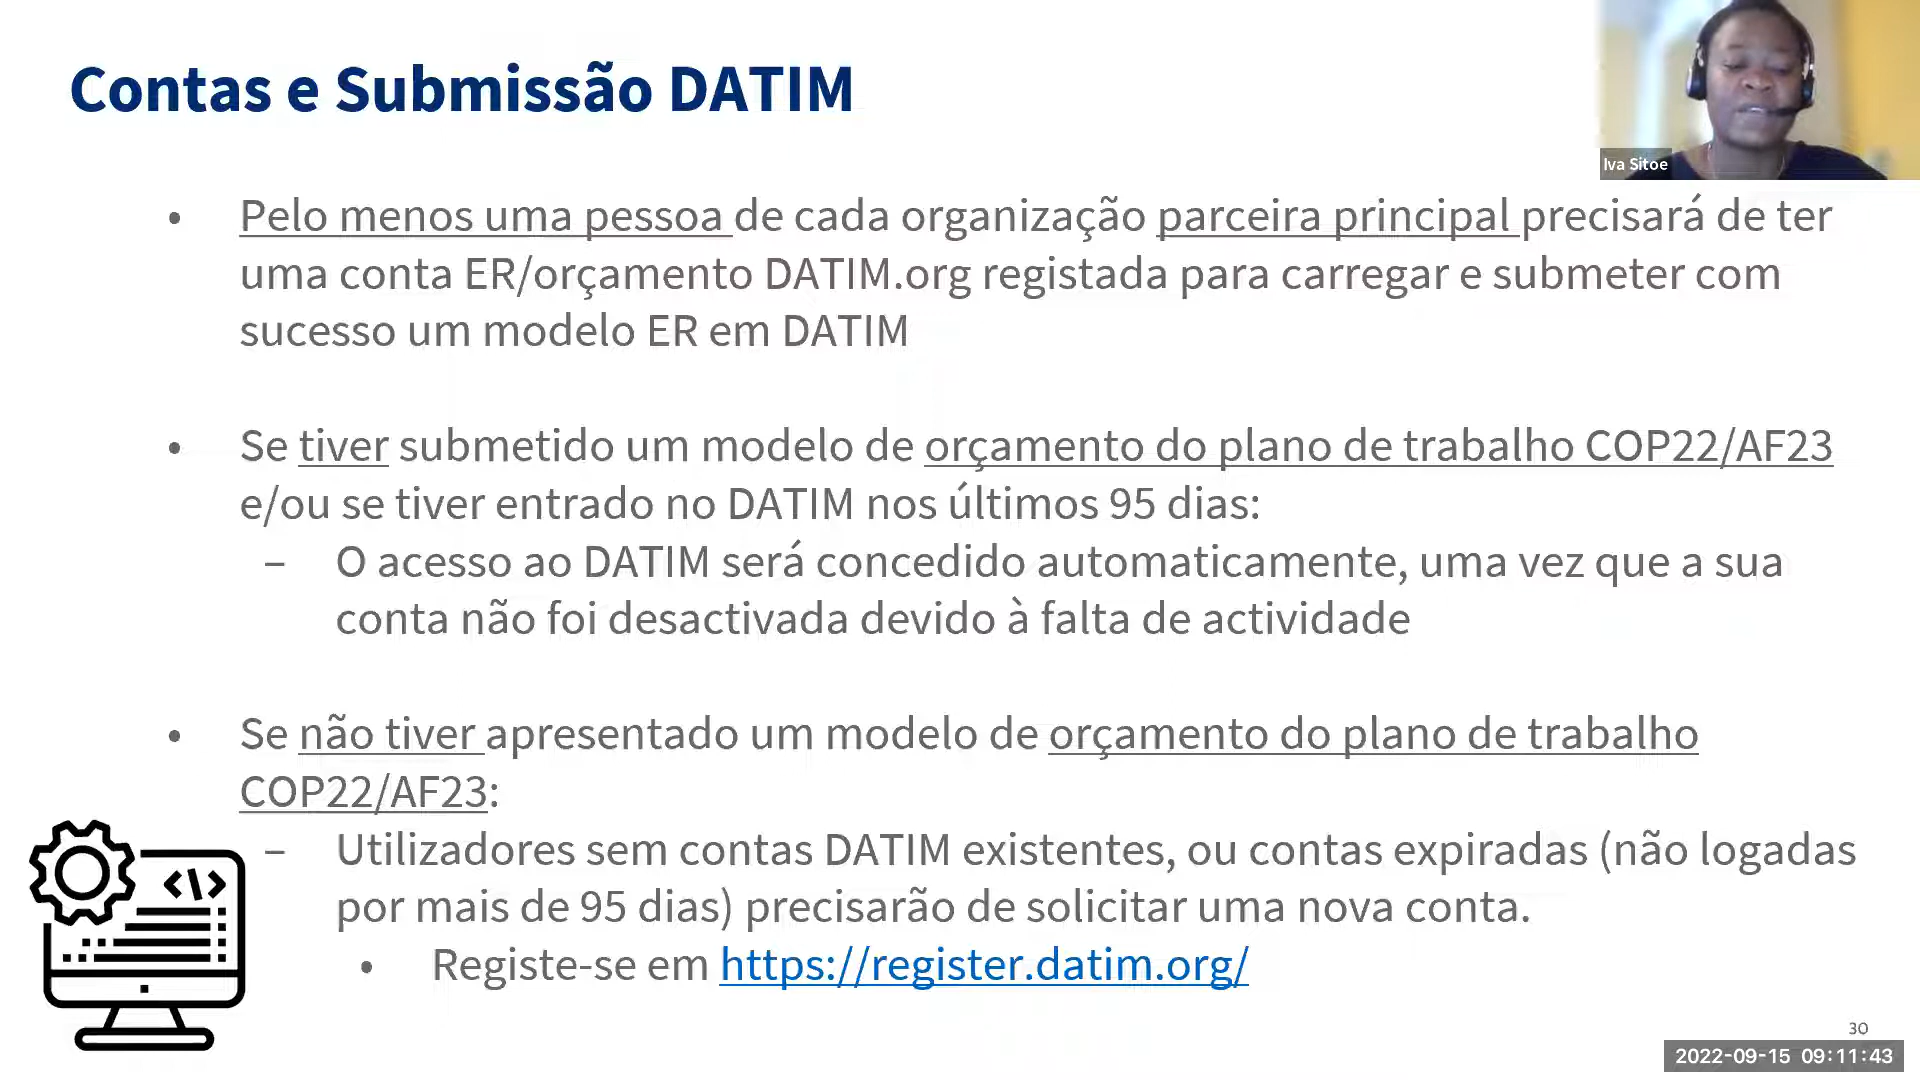 Contas e Submissão DATIM
Iva Sitoe
• Pelo menos uma pessoa de cada organização parceira principal precisará de ter
uma conta ER/orçamento DATIM.org registada para carregar e submeter com
sucesso um modelo ER em DATIM
• Se tiver submetido um modelo de orçamento do plano de trabalho COP22/AF23
e/ou se tiver entrado no DATIM nos últimos 95 dias:
– O acesso ao DATIM será concedido automaticamente, uma vez que a sua
conta não foi desactivada devido à falta de actividade
• Se não tiver apresentado um modelo de orçamento do plano de trabalho
COP22/AF23:
– Utilizadores sem contas DATIM existentes, ou contas expiradas (não logadas
por mais de 95 dias) precisarão de solicitar uma nova conta.
• Registe-se em https://register.datim.org/
30
2022-09-15 09:11:43